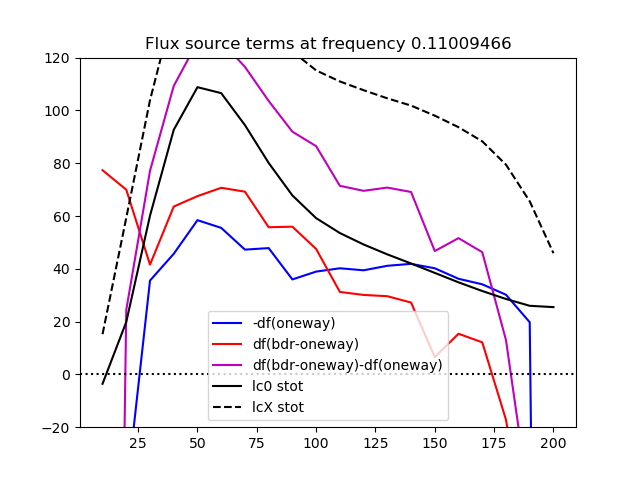 Flux source terms at frequency 0.11009466
120
100
80
60
40
20
0
−20
25
50
75
100
125
150
175
200
-df(oneway)
df(bdr-oneway)
df(bdr-oneway)-df(oneway)
lc0 stot
lcX stot